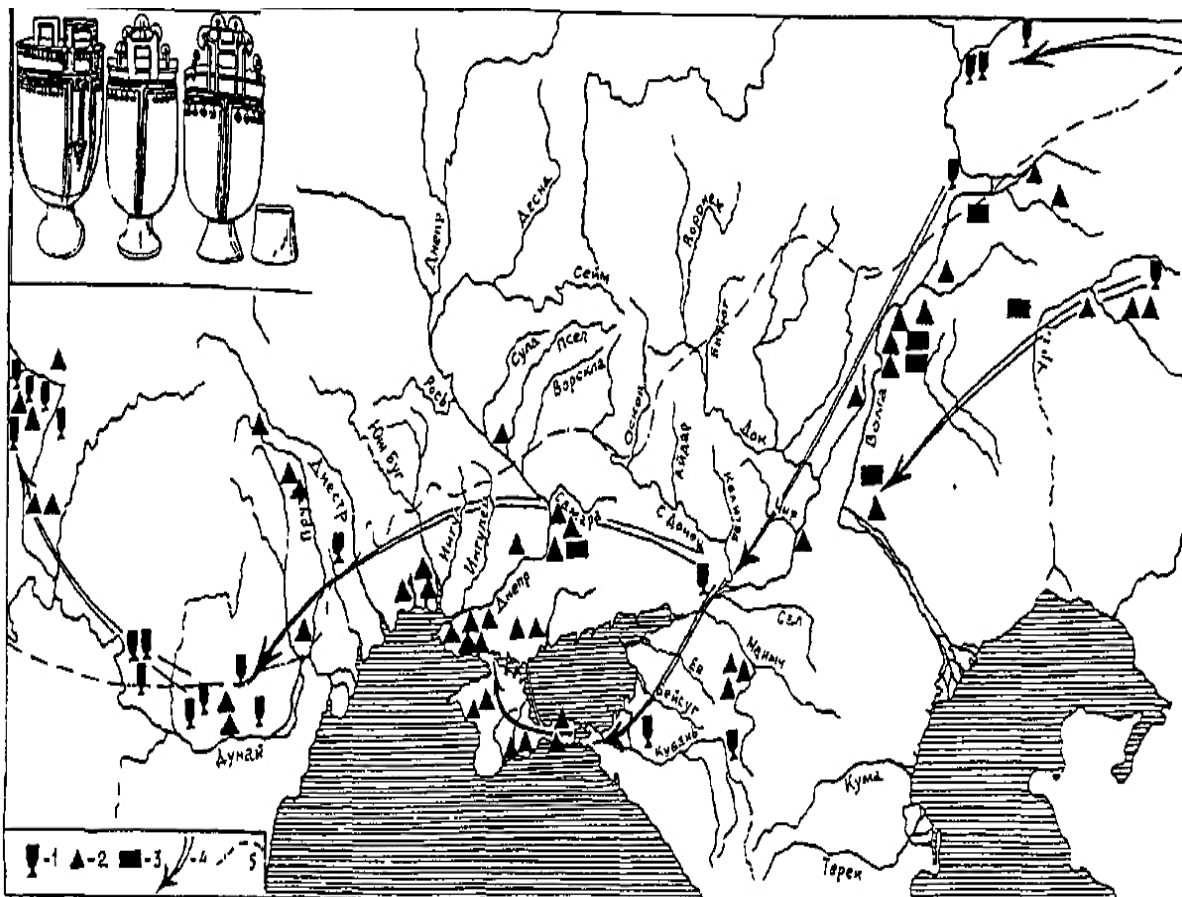 Днепр
Десна
Сейм
Воронеж
Битюг
Сула
Псел
Ворскла
Рось
Оскол
Айдар
Дон
Волга
Юж Буг
Днестр
Прут
Ингул
Ингулец
Самара
С Донец
Калитва
Чир
Днепр
Сал
Маныч
Ея
Бейсуг
Кубань
Дунай
Кума
Терек
-1 -2 -3 -4 5